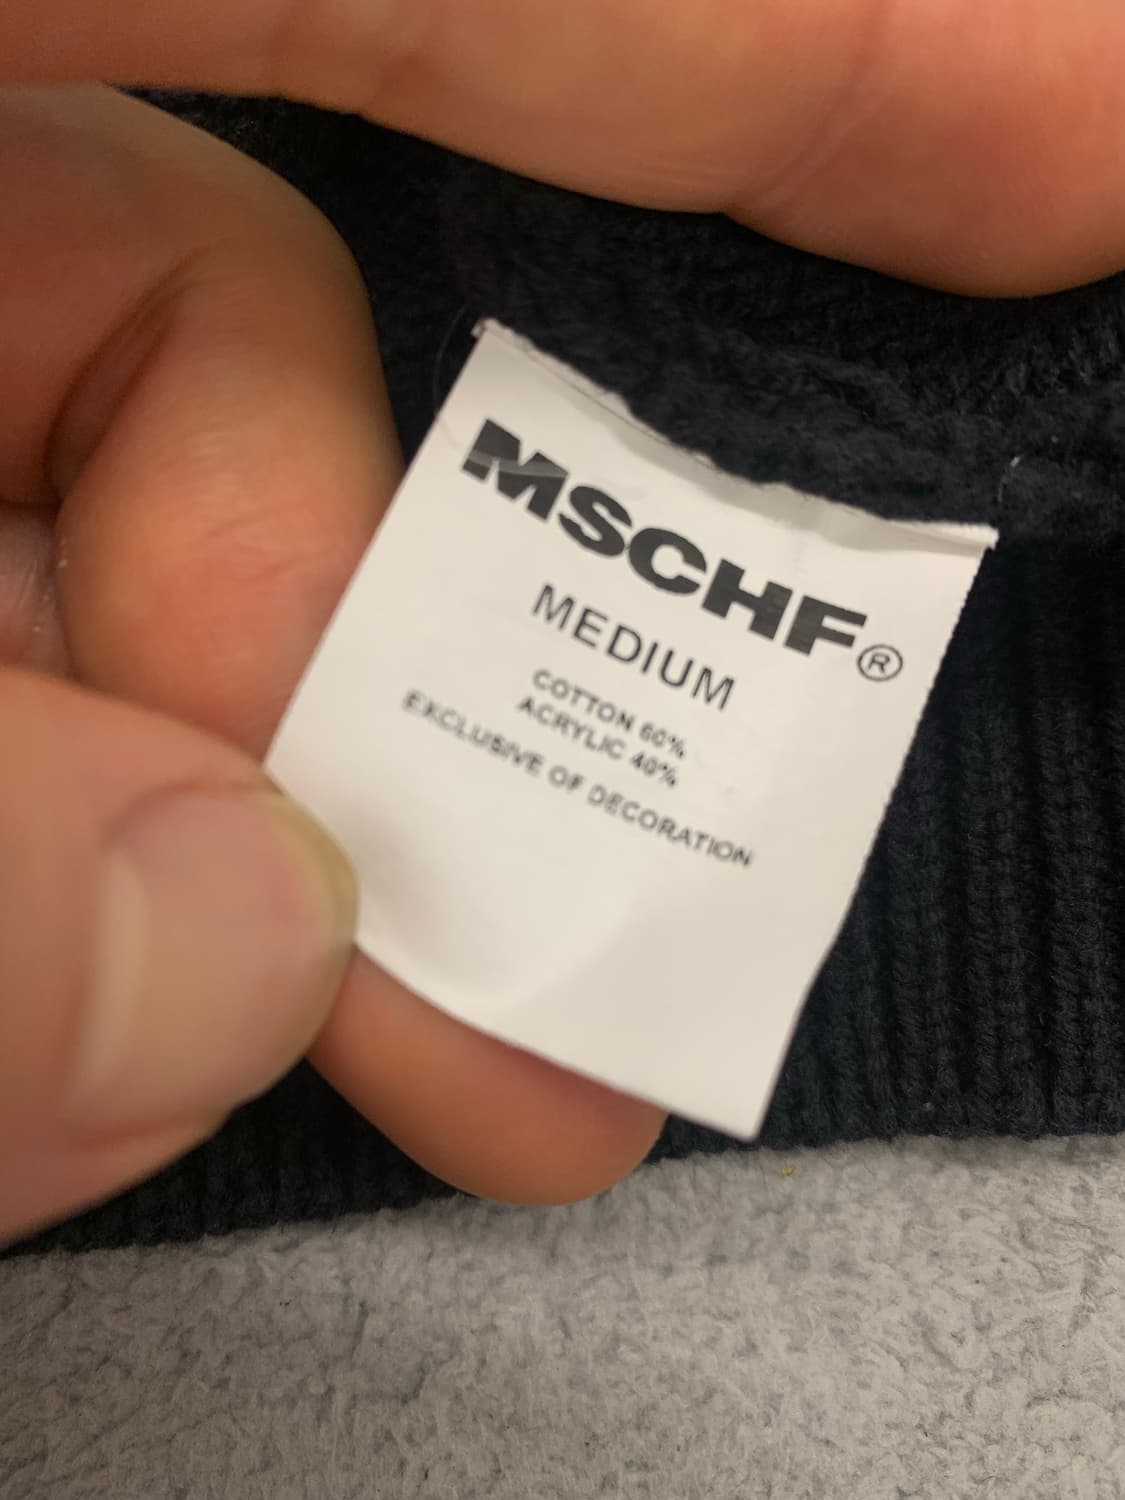 MSCHF®
MEDIUM
COTTON 60%
ACRYLIC 40%
EXCLUSIVE OF DECORATION